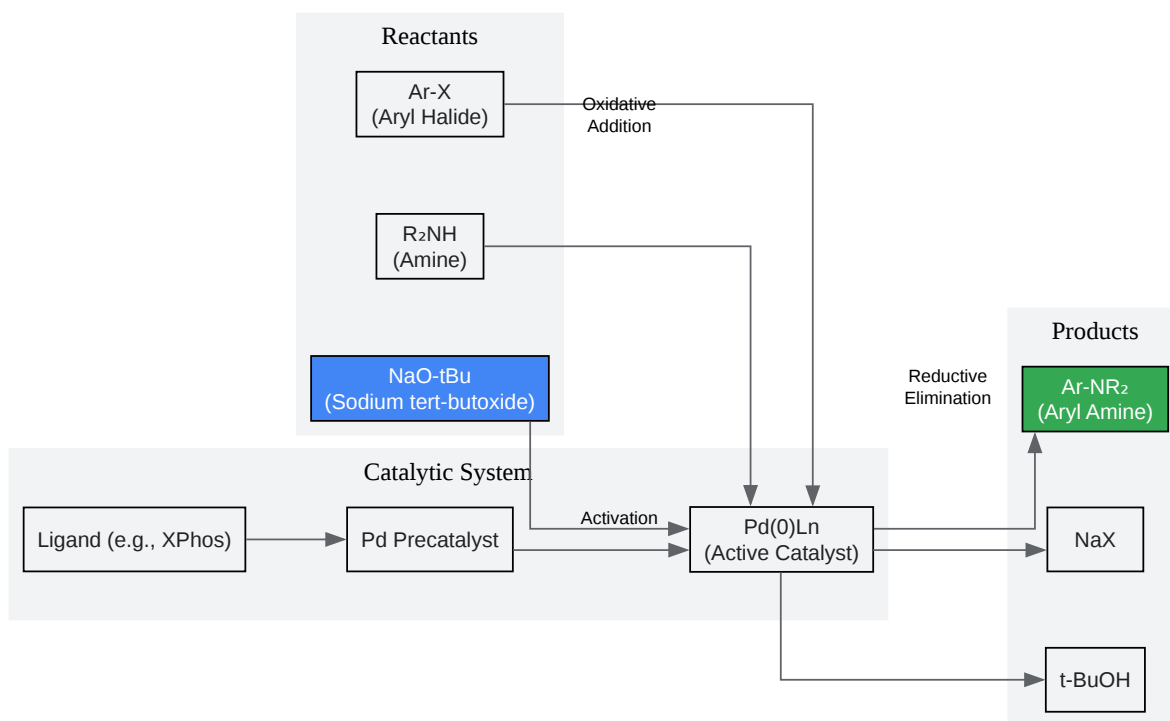 Reactants
Ar-X
(Aryl Halide)
Oxidative
Addition
R₂NH
(Amine)
NaO-tBu
(Sodium tert-butoxide)
Products
Reductive
Elimination
Ar-NR₂
(Aryl Amine)
Catalytic System
Ligand (e.g., XPhos)
Pd Precatalyst
Activation
Pd(0)Ln
(Active Catalyst)
NaX
t-BuOH